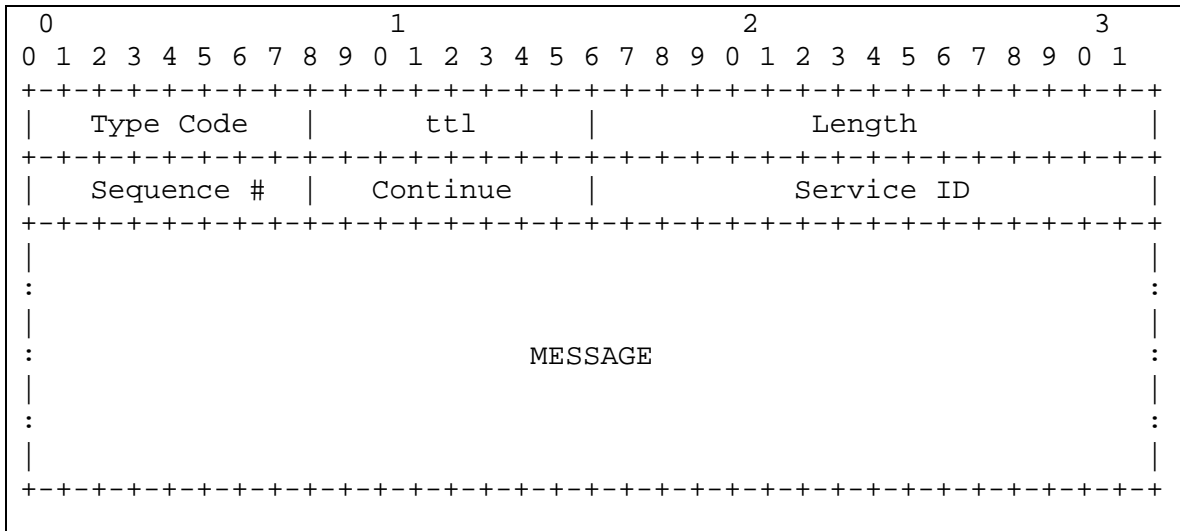 0                   1                   2                   3
0 1 2 3 4 5 6 7 8 9 0 1 2 3 4 5 6 7 8 9 0 1 2 3 4 5 6 7 8 9 0 1
+-+-+-+-+-+-+-+-+-+-+-+-+-+-+-+-+-+-+-+-+-+-+-+-+-+-+-+-+-+-+-+-+
|   Type Code   |      ttl      |            Length             |
+-+-+-+-+-+-+-+-+-+-+-+-+-+-+-+-+-+-+-+-+-+-+-+-+-+-+-+-+-+-+-+-+
|   Sequence #  |   Continue    |           Service ID          |
+-+-+-+-+-+-+-+-+-+-+-+-+-+-+-+-+-+-+-+-+-+-+-+-+-+-+-+-+-+-+-+-+
|                                                               |
:                                                               :
|                                                               |
:                            MESSAGE                            :
|                                                               |
:                                                               :
|                                                               |
+-+-+-+-+-+-+-+-+-+-+-+-+-+-+-+-+-+-+-+-+-+-+-+-+-+-+-+-+-+-+-+-+